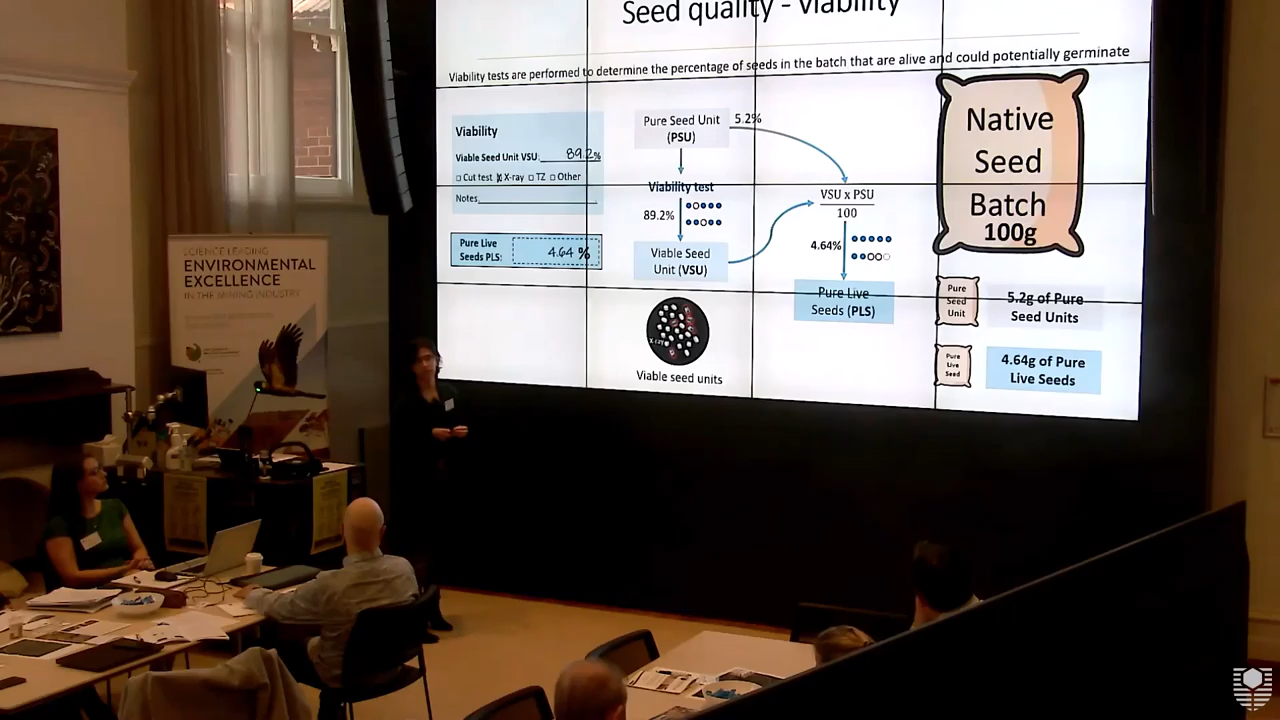 Seed quality - viability
Viability tests are performed to determine the percentage of seeds in the batch that are alive and could potentially germinate
Viability
Viable Seed Unit VSU: 89.2%
Cut test X-ray TZ Other
Notes
Pure Live
Seeds PLS: 4.64 %
Pure Seed Unit
(PSU)
5.2%
Viability test
89.2%
Viable Seed
Unit (VSU)
X-ray
Viable seed units
VSU x PSU
100
4.64%
Pure Live
Seeds (PLS)
Native
Seed
Batch
100g
Pure
Seed
Unit
5.2g of Pure
Seed Units
Pure
Live
Seed
4.64g of Pure
Live Seeds
SCIENCE LEADING
ENVIRONMENTAL
EXCELLENCE
IN THE MINING INDUSTRY